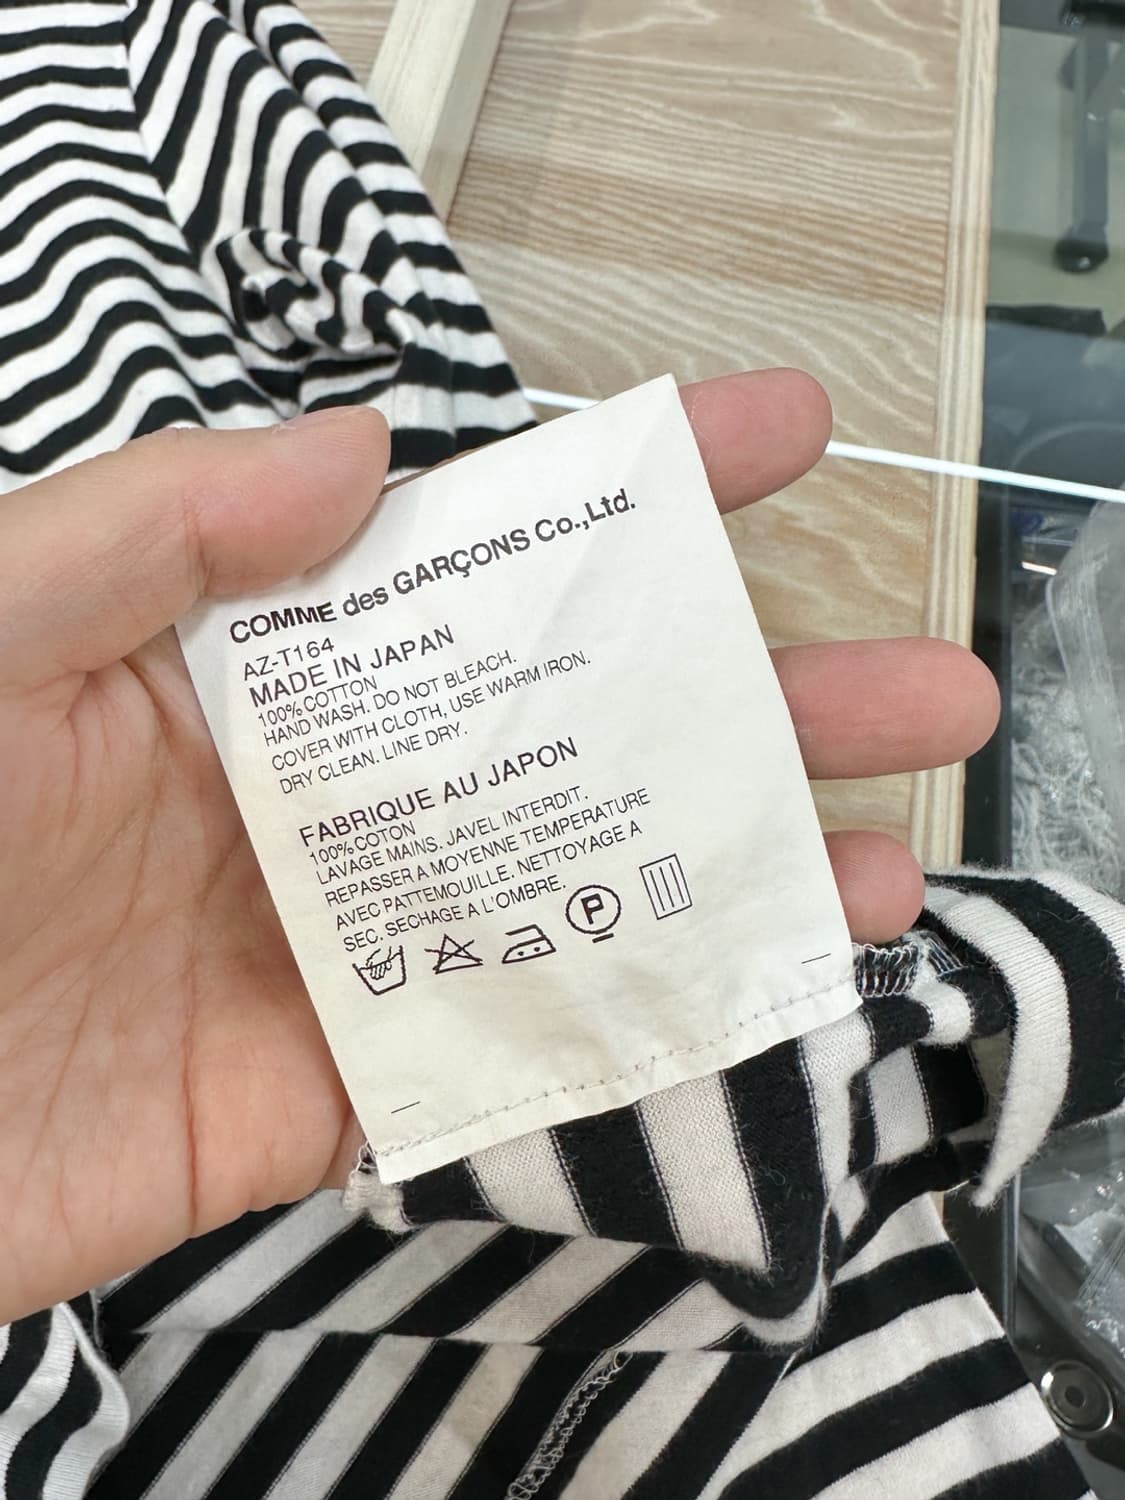 COMME des GARÇONS Co.,Ltd.
AZ-T164
MADE IN JAPAN
100% COTTON
HAND WASH. DO NOT BLEACH.
COVER WITH CLOTH, USE WARM IRON.
DRY CLEAN. LINE DRY.
FABRIQUE AU JAPON
100% COTON
LAVAGE MAINS. JAVEL INTERDIT.
REPASSER A MOYENNE TEMPERATURE
AVEC PATTEMOUILLE. NETTOYAGE A
SEC. SECHAGE A L'OMBRE.
P